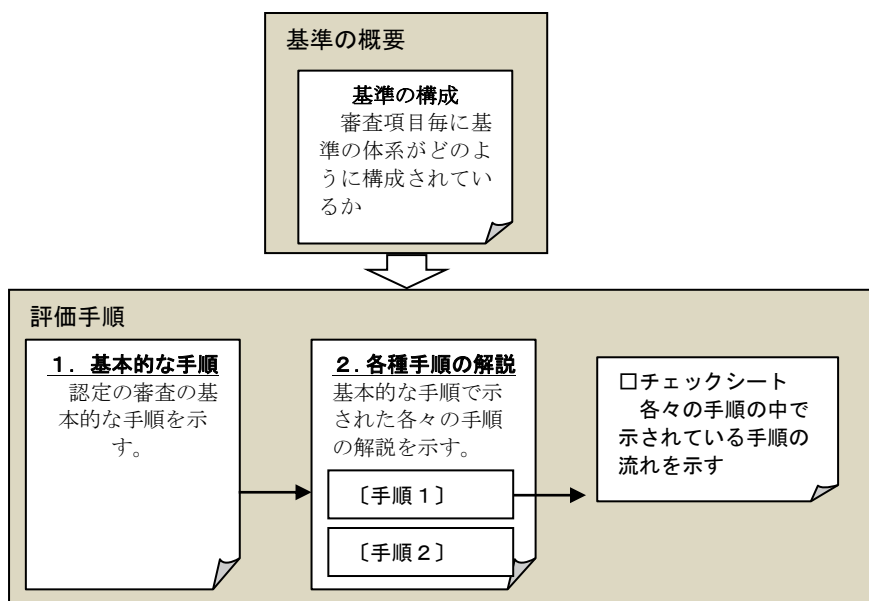 基準の概要
基準の構成
審査項目毎に基
準の体系がどのよ
うに構成されてい
るか
評価手順
１．基本的な手順
認定の審査の基
本的な手順を示
す。
２．各種手順の解説
基本的な手順で示
された各々の手順
の解説を示す。
〔手順１〕
〔手順２〕
□チェックシート
各々の手順の中で
示されている手順の
流れを示す